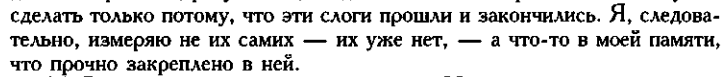 сделать только потому, что эти слоги прошли и закончились. Я, следова-
тельно, измеряю не их самих — их уже нет, — а что-то в моей памяти,
что прочно закреплено в ней.